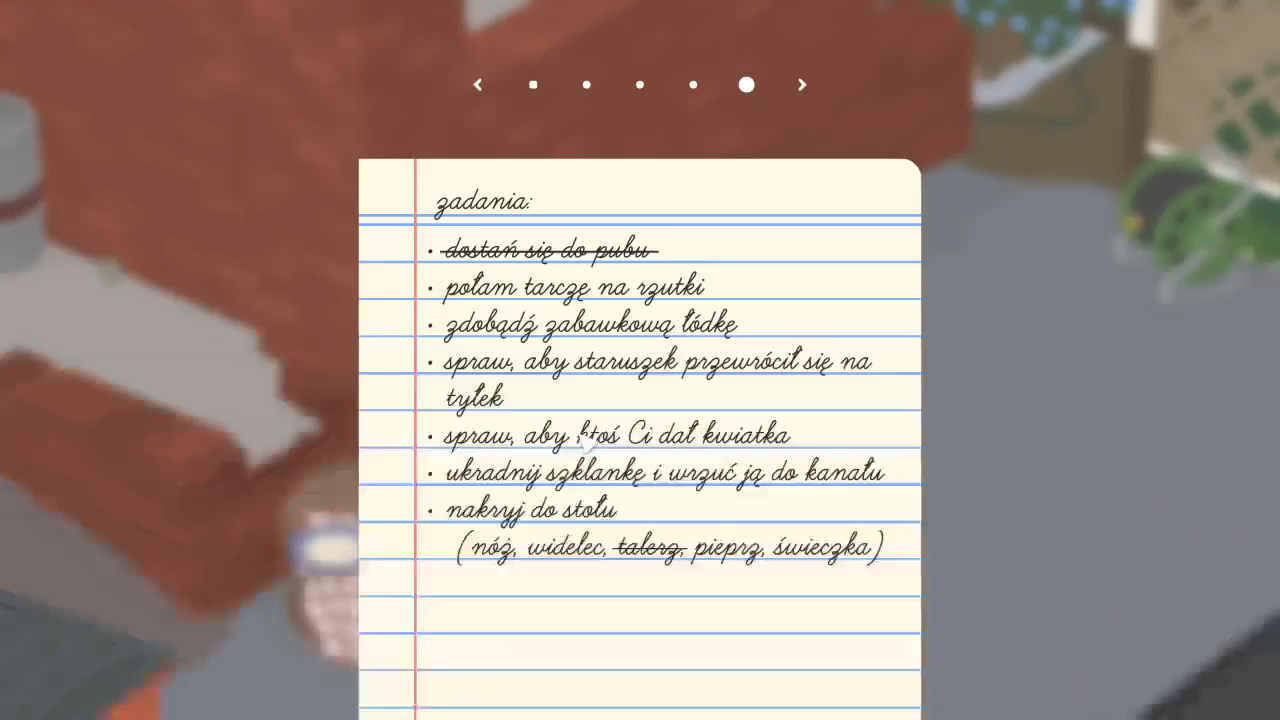 zadania:
• dostań się do pubu
• połam tarczę na rzutki
• zdobądź zabawkową łódkę
• spraw, aby staruszek przewrócił się na
tyłek
• spraw, aby ktoś Ci dał kwiatka
• ukradnij szklankę i wrzuć ją do kanału
• nakryj do stołu
(nóż, widelec, talerz, pieprz, świeczka)